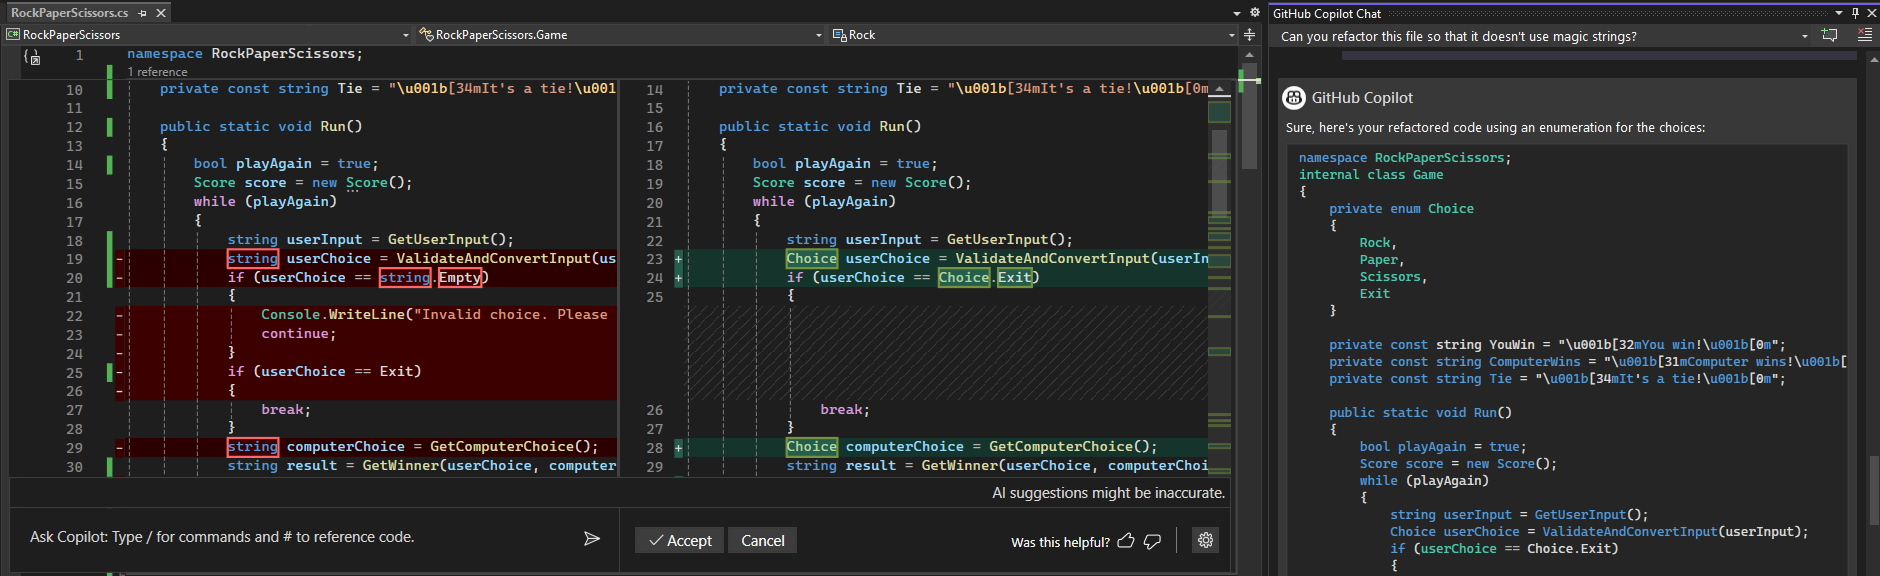 RockPaperScissors.cs
GitHub Copilot Chat
RockPaperScissors
RockPaperScissors.Game
Rock
Can you refactor this file so that it doesn't use magic strings?
1 namespace RockPaperScissors;
1 reference
10 private const string Tie = "\u001b[34mIt's a tie!\u001
11
12 public static void Run()
13 {
14 bool playAgain = true;
15 Score score = new Score();
16 while (playAgain)
17 {
18 string userInput = GetUserInput();
19 - string userChoice = ValidateAndConvertInput(us
20 - if (userChoice == string.Empty)
21 {
22 - Console.WriteLine("Invalid choice. Please
23 - continue;
24 - }
25 - if (userChoice == Exit)
26 - {
27 break;
28 }
29 - string computerChoice = GetComputerChoice();
30 string result = GetWinner(userChoice, computer
14 private const string Tie = "\u001b[34mIt's a tie!\u001b[0m
15
16 public static void Run()
17 {
18 bool playAgain = true;
19 Score score = new Score();
20 while (playAgain)
21 {
22 string userInput = GetUserInput();
23 + Choice userChoice = ValidateAndConvertInput(userIn
24 + if (userChoice == Choice.Exit)
25 {
26 break;
27 }
28 + Choice computerChoice = GetComputerChoice();
29 string result = GetWinner(userChoice, computerChoi
AI suggestions might be inaccurate.
Ask Copilot: Type / for commands and # to reference code.
Accept
Cancel
Was this helpful?
GitHub Copilot
Sure, here's your refactored code using an enumeration for the choices:
namespace RockPaperScissors;
internal class Game
{
private enum Choice
{
Rock,
Paper,
Scissors,
Exit
}
private const string YouWin = "\u001b[32mYou win!\u001b[0m";
private const string ComputerWins = "\u001b[31mComputer wins!\u001b[
private const string Tie = "\u001b[34mIt's a tie!\u001b[0m";
public static void Run()
{
bool playAgain = true;
Score score = new Score();
while (playAgain)
{
string userInput = GetUserInput();
Choice userChoice = ValidateAndConvertInput(userInput);
if (userChoice == Choice.Exit)
{